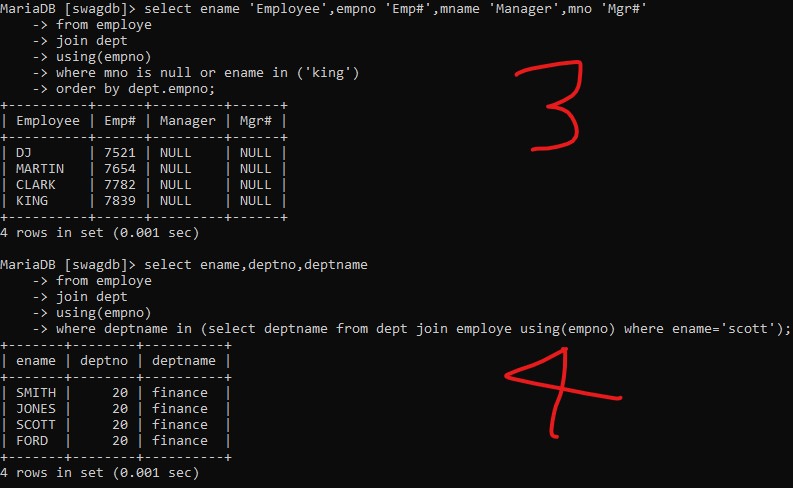 MariaDB [swagdb]> select ename 'Employee',empno 'Emp#',mname 'Manager',mno 'Mgr#'
    -> from employe
    -> join dept
    -> using(empno)
    -> where mno is null or ename in ('king')
    -> order by dept.empno;
+----------+------+---------+------+
| Employee | Emp# | Manager | Mgr# |
+----------+------+---------+------+
| DJ       | 7521 | NULL    | NULL |
| MARTIN   | 7654 | NULL    | NULL |
| CLARK    | 7782 | NULL    | NULL |
| KING     | 7839 | NULL    | NULL |
+----------+------+---------+------+
4 rows in set (0.001 sec)
3
MariaDB [swagdb]> select ename,deptno,deptname
    -> from employe
    -> join dept
    -> using(empno)
    -> where deptname in (select deptname from dept join employe using(empno) where ename='scott');
+-------+--------+----------+
| ename | deptno | deptname |
+-------+--------+----------+
| SMITH |     20 | finance  |
| JONES |     20 | finance  |
| SCOTT |     20 | finance  |
| FORD  |     20 | finance  |
+-------+--------+----------+
4 rows in set (0.001 sec)
4